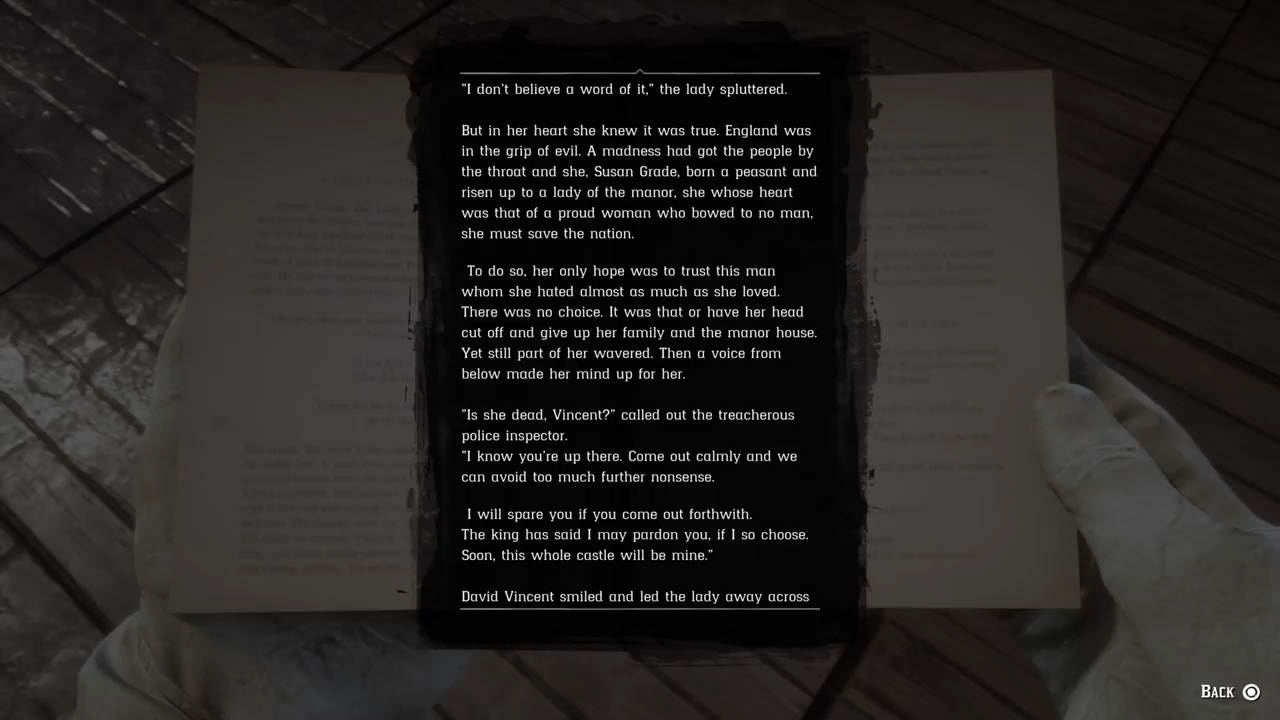 "I don't believe a word of it," the lady spluttered.
But in her heart she knew it was true. England was
in the grip of evil. A madness had got the people by
the throat and she, Susan Grade, born a peasant and
risen up to a lady of the manor, she whose heart
was that of a proud woman who bowed to no man,
she must save the nation.
To do so, her only hope was to trust this man
whom she hated almost as much as she loved.
There was no choice. It was that or have her head
cut off and give up her family and the manor house.
Yet still part of her wavered. Then a voice from
below made her mind up for her.
"Is she dead, Vincent?" called out the treacherous
police inspector.
"I know you're up there. Come out calmly and we
can avoid too much further nonsense.
I will spare you if you come out forthwith.
The king has said I may pardon you, if I so choose.
Soon, this whole castle will be mine."
David Vincent smiled and led the lady away across
Back